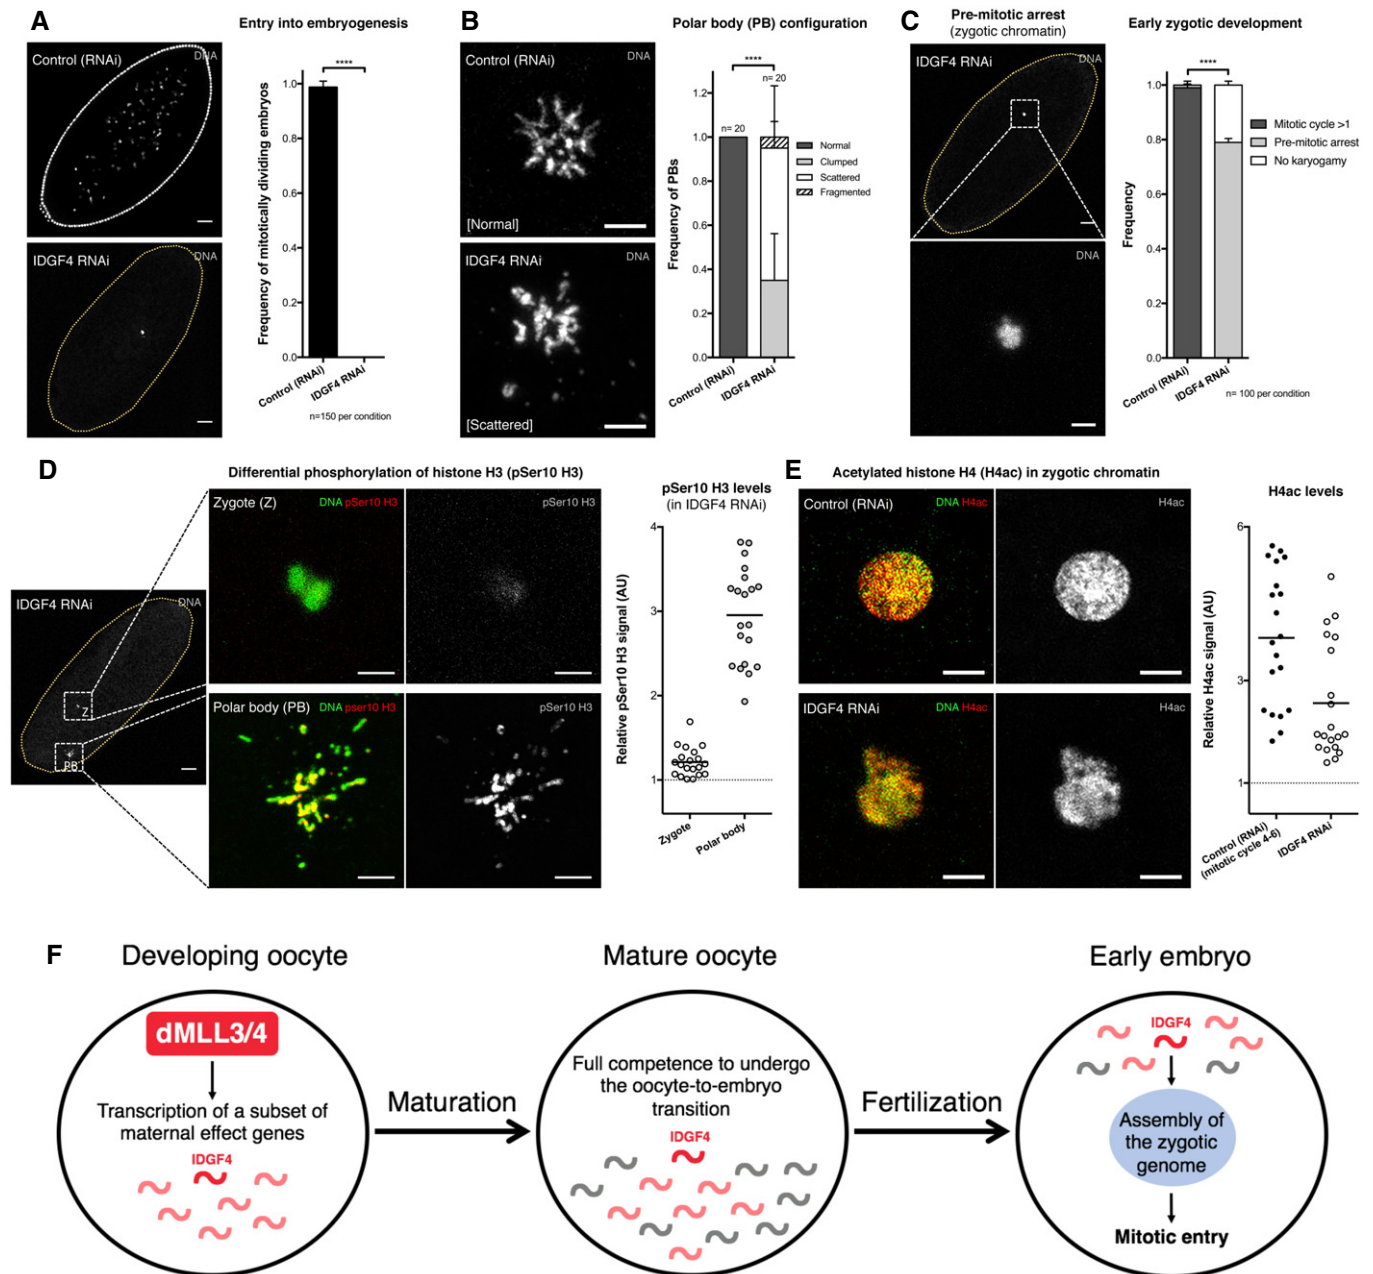 A
Control (RNAi)
DNA
IDGF4 RNAi
DNA
Entry into embryogenesis
Frequency of mitotically dividing embryos
1.0
0.8
0.6
0.4
0.2
0.0
****
Control (RNAi)
IDGF4 RNAi
n=150 per condition
B
Control (RNAi)
DNA
[Normal]
IDGF4 RNAi
DNA
[Scattered]
Polar body (PB) configuration
Frequency of PBs
1.2
1.0
0.8
0.6
0.4
0.2
0.0
****
n= 20
n= 20
Normal
Clumped
Scattered
Fragmented
Control (RNAi)
IDGF4 RNAi
C
Pre-mitotic arrest
(zygotic chromatin)
IDGF4 RNAi
DNA
DNA
Early zygotic development
Frequency
1.0
0.8
0.6
0.4
0.2
0.0
****
Mitotic cycle >1
Pre-mitotic arrest
No karyogamy
Control (RNAi)
IDGF4 RNAi
n= 100 per condition
D
Differential phosphorylation of histone H3 (pSer10 H3)
IDGF4 RNAi
DNA
Z
PB
Zygote (Z)
DNA pSer10 H3
pSer10 H3
Polar body (PB)
DNA pser10 H3
pSer10 H3
pSer10 H3 levels
(in IDGF4 RNAi)
Relative pSer10 H3 signal (AU)
4
3
2
1
Zygote
Polar body
E
Acetylated histone H4 (H4ac) in zygotic chromatin
Control (RNAi)
DNA H4ac
H4ac
IDGF4 RNAi
DNA H4ac
H4ac
H4ac levels
Relative H4ac signal (AU)
6
3
1
Control (RNAi)
(mitotic cycle 4-6)
IDGF4 RNAi
F
Developing oocyte
dMLL3/4
Transcription of a subset of
maternal effect genes
IDGF4
Maturation
Mature oocyte
Full competence to undergo
the oocyte-to-embryo
transition
IDGF4
Fertilization
Early embryo
IDGF4
Assembly of
the zygotic
genome
Mitotic entry